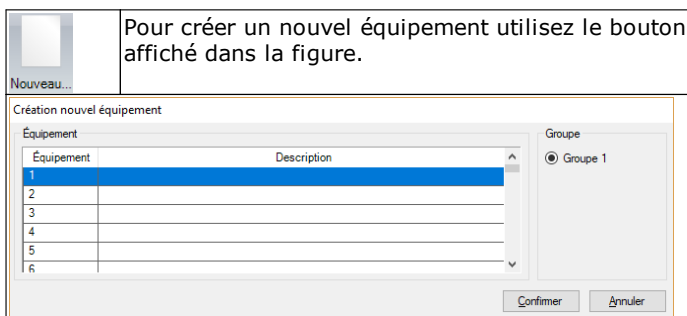 Pour créer un nouvel équipement utilisez le bouton
affiché dans la figure.
Nouveau...
Création nouvel équipement
Équipement
Groupe
Équipement Description
Groupe 1
1
2
3
4
5
6
Confirmer Annuler